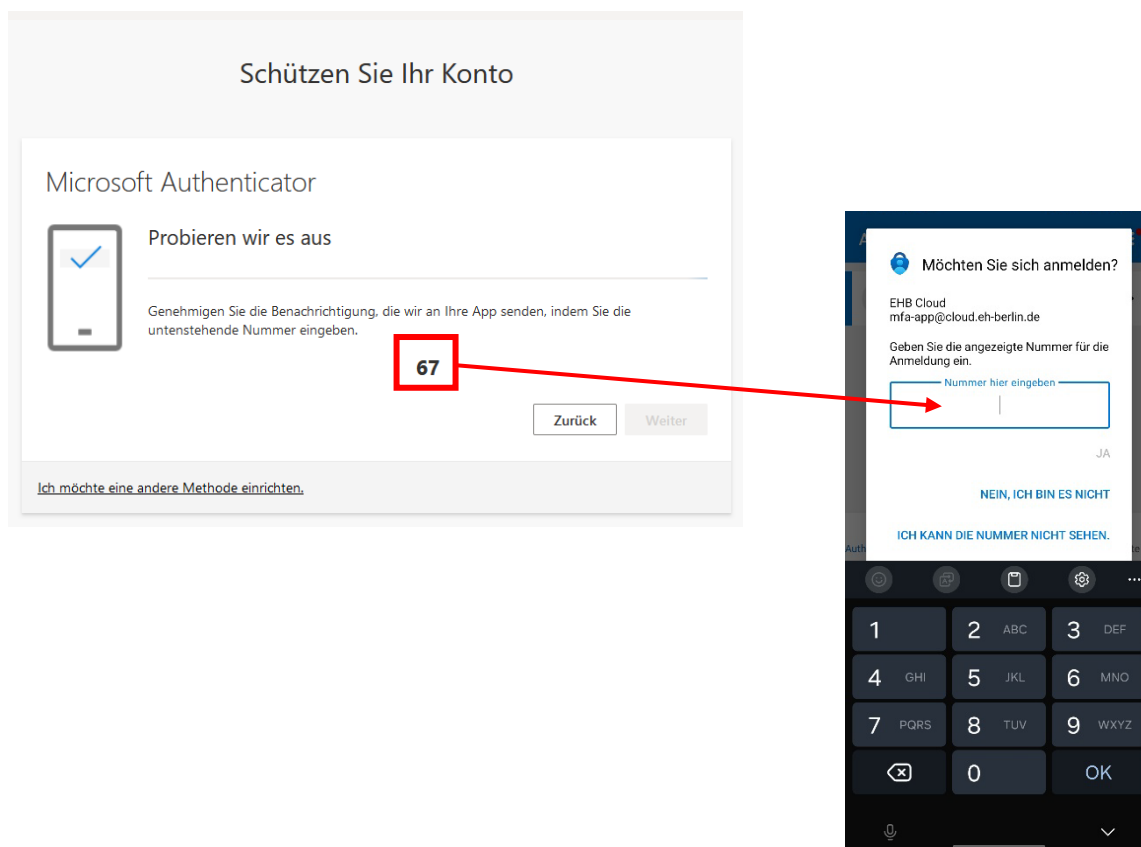 Schützen Sie Ihr Konto
Microsoft Authenticator
Probieren wir es aus
Genehmigen Sie die Benachrichtigung, die wir an Ihre App senden, indem Sie die
untenstehende Nummer eingeben.
67
Zurück
Weiter
Ich möchte eine andere Methode einrichten.
Möchten Sie sich anmelden?
EHB Cloud
mfa-app@cloud.eh-berlin.de
Geben Sie die angezeigte Nummer für die
Anmeldung ein.
Nummer hier eingeben
JA
NEIN, ICH BIN ES NICHT
ICH KANN DIE NUMMER NICHT SEHEN.
1
2 ABC
3 DEF
4 GHI
5 JKL
6 MNO
7 PQRS
8 TUV
9 WXYZ
0
OK